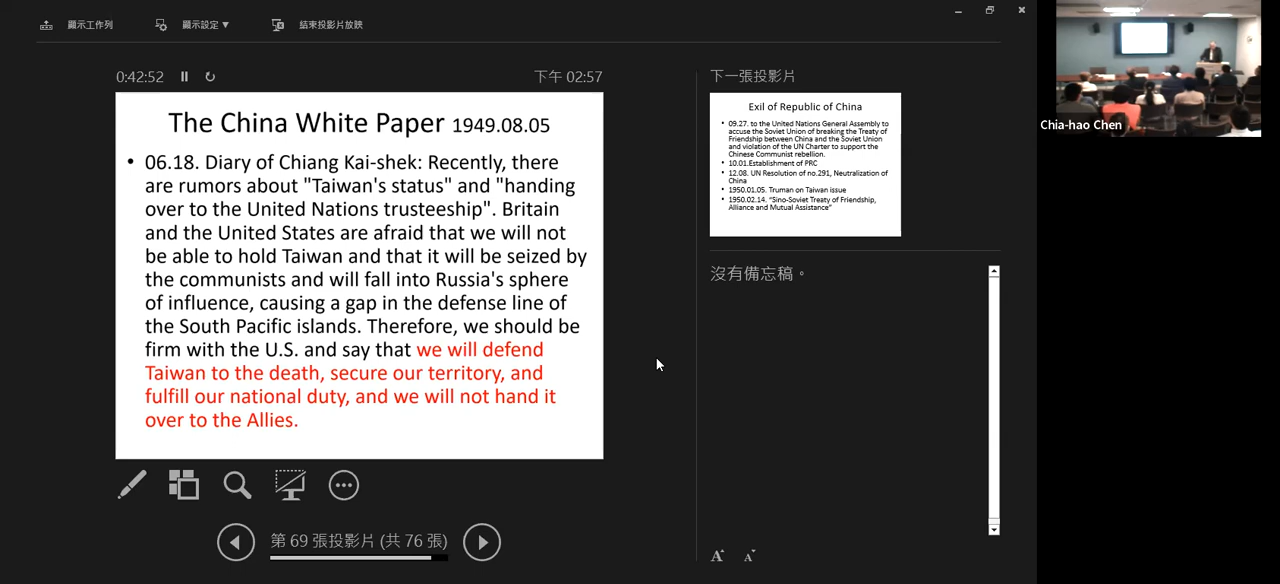 顯示工作列 顯示設定▼ 結束投影片放映
0:42:52
下午 02:57
The China White Paper 1949.08.05
• 06.18. Diary of Chiang Kai-shek: Recently, there
are rumors about "Taiwan's status" and "handing
over to the United Nations trusteeship". Britain
and the United States are afraid that we will not
be able to hold Taiwan and that it will be seized by
the communists and will fall into Russia's sphere
of influence, causing a gap in the defense line of
the South Pacific islands. Therefore, we should be
firm with the U.S. and say that we will defend
Taiwan to the death, secure our territory, and
fulfill our national duty, and we will not hand it
over to the Allies.
第 69 張投影片 (共 76 張)
下一張投影片
Exil of Republic of China
• 09.27. to the United Nations General Assembly to
accuse the Soviet Union of breaking the Treaty of
Friendship between China and the Soviet Union
and violation of the UN Charter to support the
Chinese Communist rebellion.
• 10.01.Establishment of PRC
• 12.08. UN Resolution of no.291, Neutralization of
China
• 1950.01.05. Truman on Taiwan issue
• 1950.02.14. "Sino-Soviet Treaty of Friendship,
Alliance and Mutual Assistance"
沒有備忘稿。
A A
Chia-hao Chen